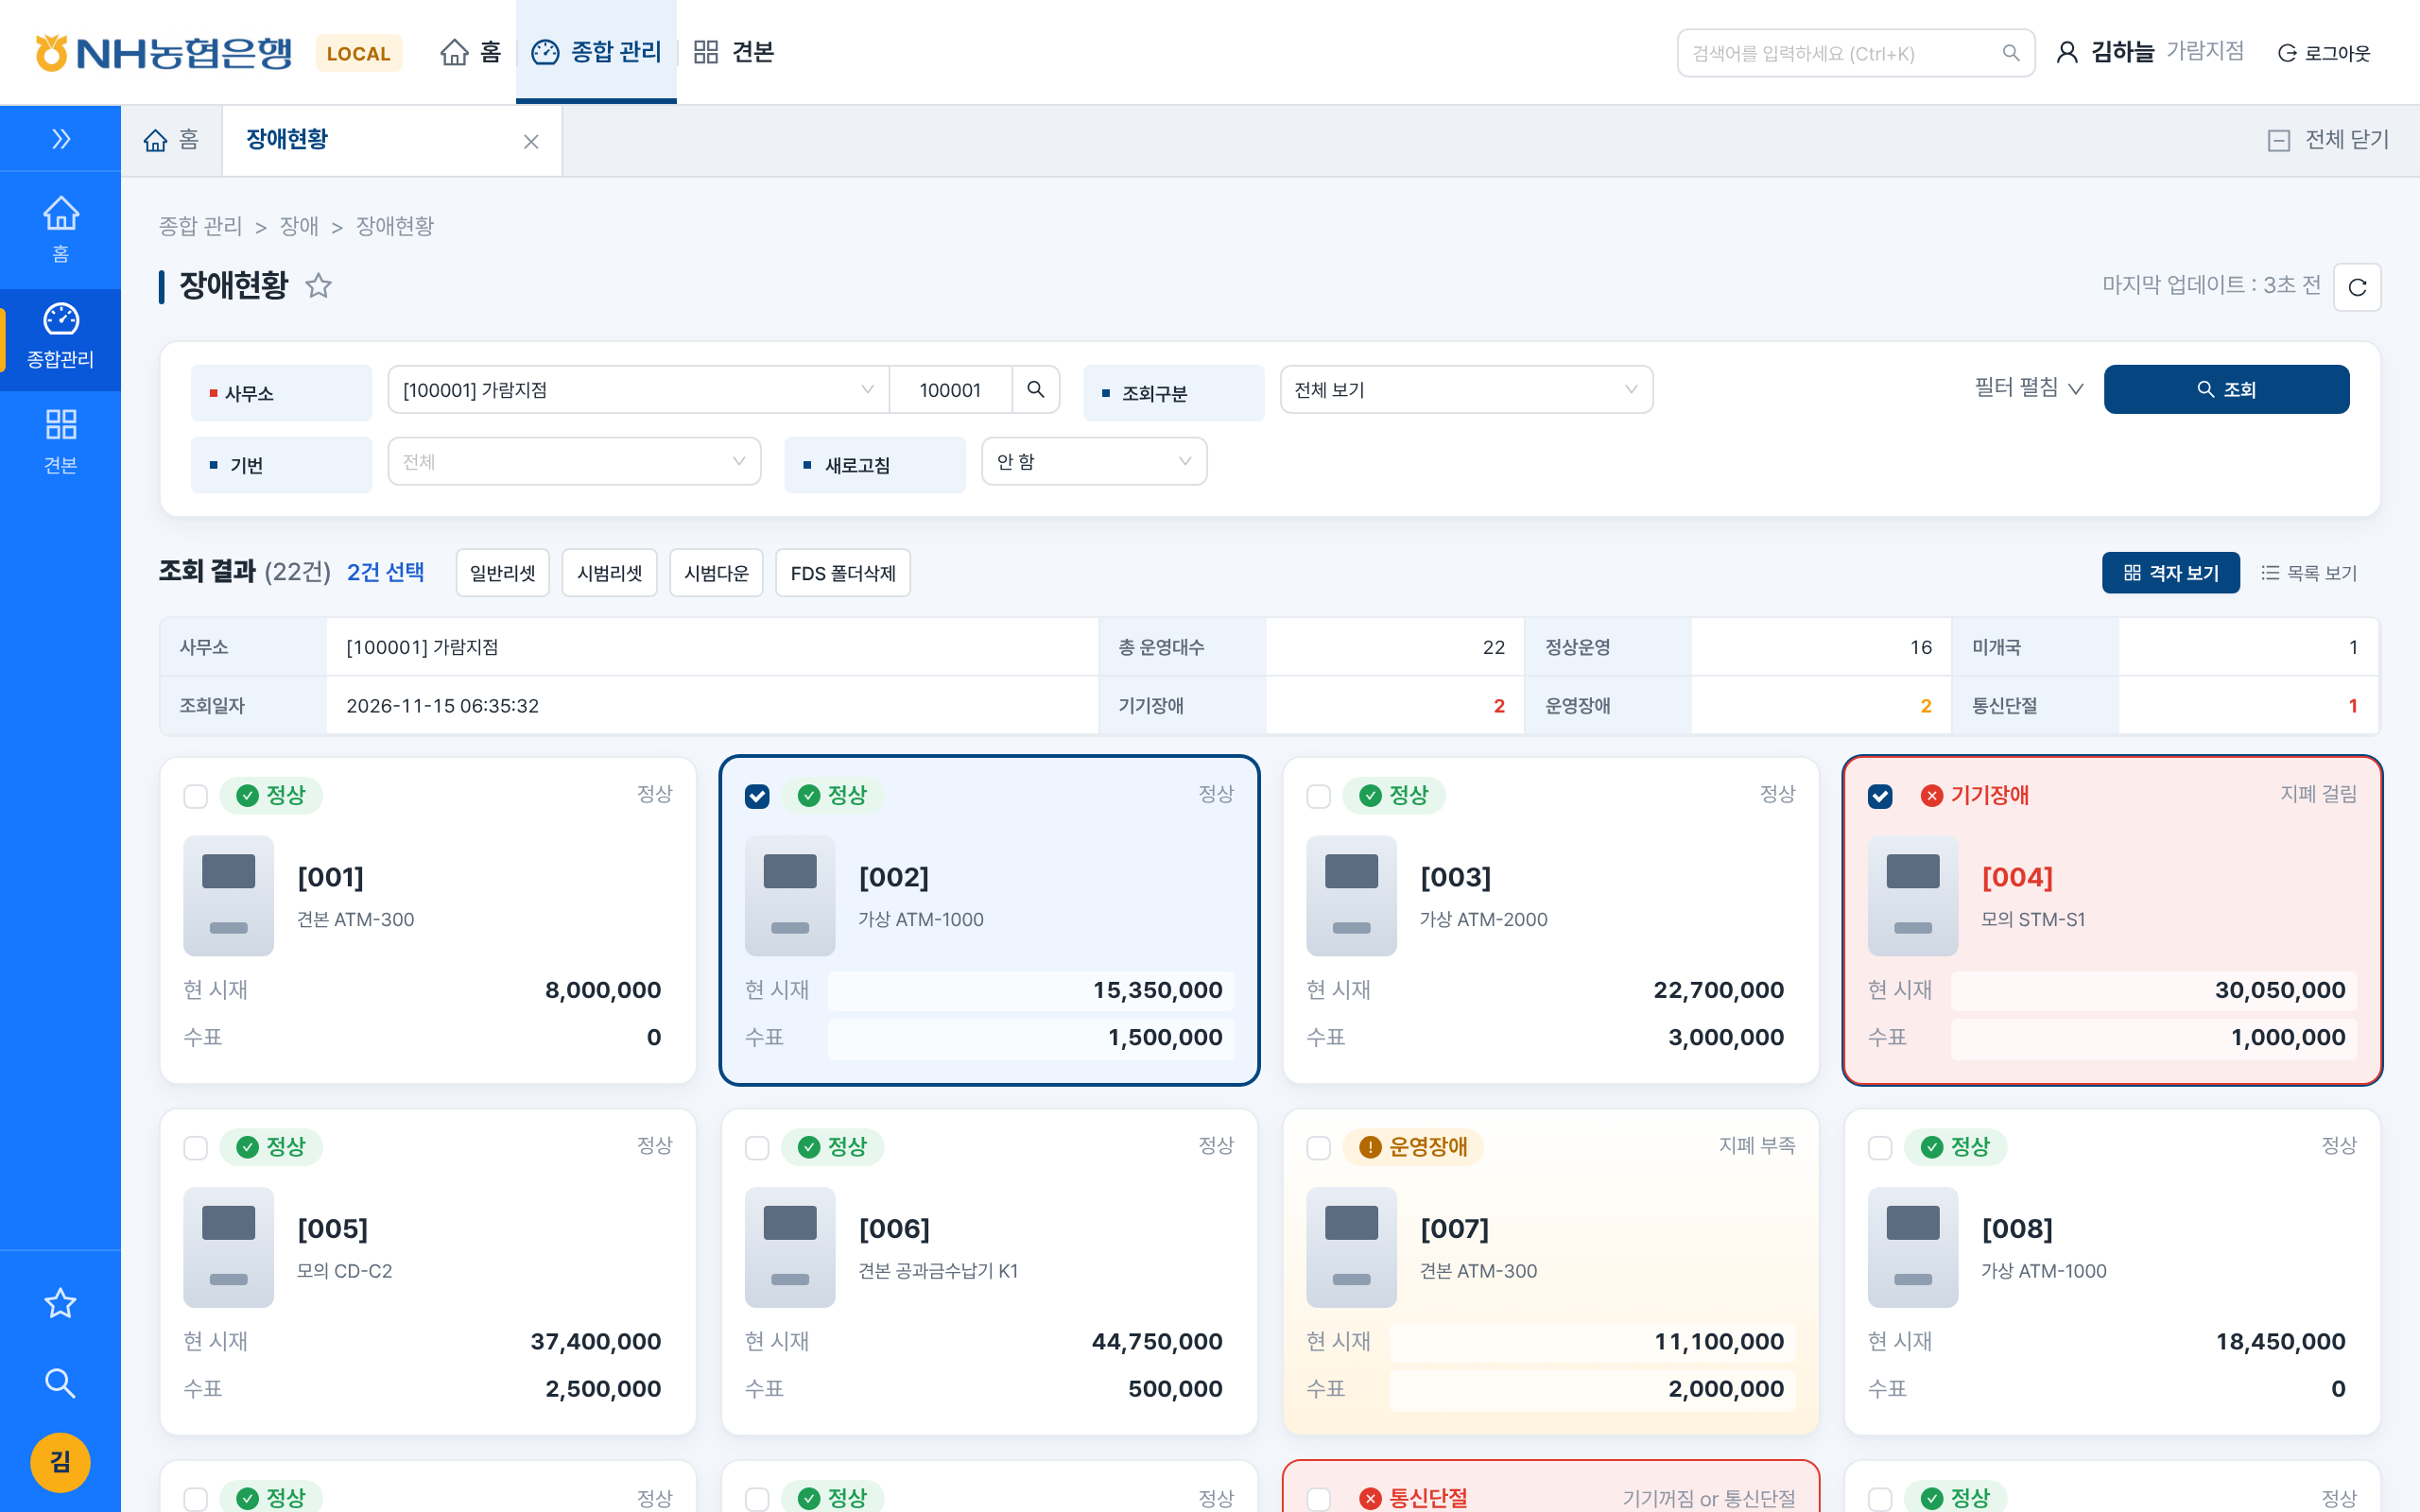 NH농협은행 LOCAL 홈 종합 관리 견본 검색어를 입력하세요 (Ctrl+K) 김하늘 가람지점 로그아웃
홈 장애현황 전체 닫기
홈
종합관리
견본
김
종합 관리 > 장애 > 장애현황
장애현황 마지막 업데이트 : 3초 전
사무소 [100001] 가람지점 100001 조회구분 전체 보기 필터 펼침 조회
기번 전체 새로고침 안 함
조회 결과 (22건) 2건 선택 일반리셋 시범리셋 시범다운 FDS 폴더삭제 격자 보기 목록 보기
사무소 [100001] 가람지점 총 운영대수 22 정상운영 16 미개국 1
조회일자 2026-11-15 06:35:32 기기장애 2 운영장애 2 통신단절 1
정상 정상
[001]
견본 ATM-300
현 시재 8,000,000
수표 0
정상 정상
[002]
가상 ATM-1000
현 시재 15,350,000
수표 1,500,000
정상 정상
[003]
가상 ATM-2000
현 시재 22,700,000
수표 3,000,000
기기장애 지폐 걸림
[004]
모의 STM-S1
현 시재 30,050,000
수표 1,000,000
정상 정상
[005]
모의 CD-C2
현 시재 37,400,000
수표 2,500,000
정상 정상
[006]
견본 공과금수납기 K1
현 시재 44,750,000
수표 500,000
운영장애 지폐 부족
[007]
견본 ATM-300
현 시재 11,100,000
수표 2,000,000
정상 정상
[008]
가상 ATM-1000
현 시재 18,450,000
수표 0
정상 정상
정상 정상
통신단절 기기꺼짐 or 통신단절
정상 정상